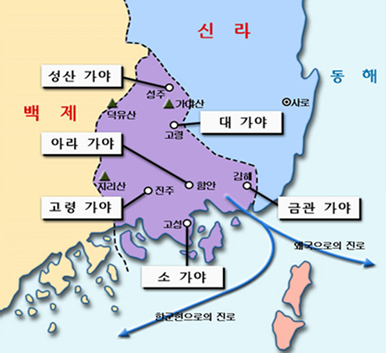 신 라
동 해
성산 가야
성주
가야산
사로
백 제
덕유산
대 가야
고령
아라 가야
지리산
진주
함안
김해
고령 가야
금관 가야
고성
소 가야
왜국으로의 진로
한군현으로의 진로